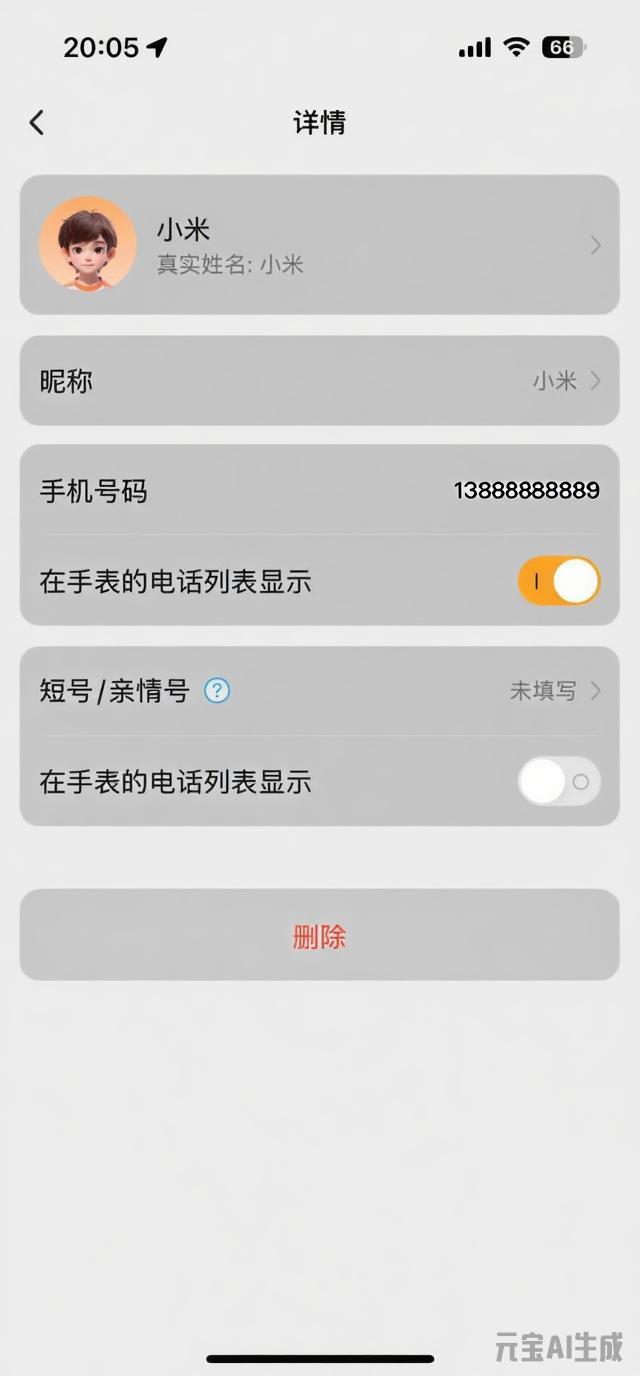 20:05
66
详情
小米
真实姓名: 小米
昵称 小米
手机号码 13888888889
在手表的电话列表显示
短号/亲情号 ? 未填写
在手表的电话列表显示
删除
元宝AI生成